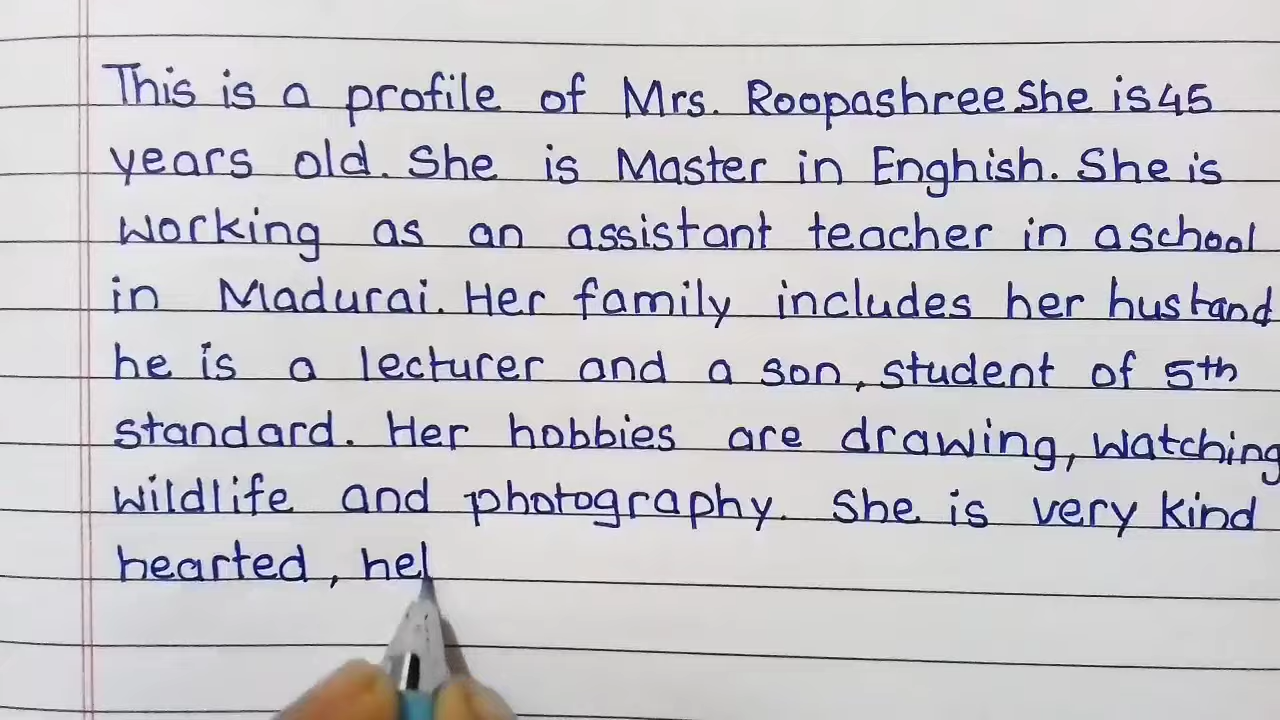 This is a profile of Mrs. Roopashree She is 45
years old. She is Master in Enghish. She is
working as an assistant teacher in a school
in Madurai. Her family includes her hustand
he is a lecturer and a son, student of 5th
standard. Her hobbies are drawing, watching
wildlife and photography. She is very kind
hearted, hel